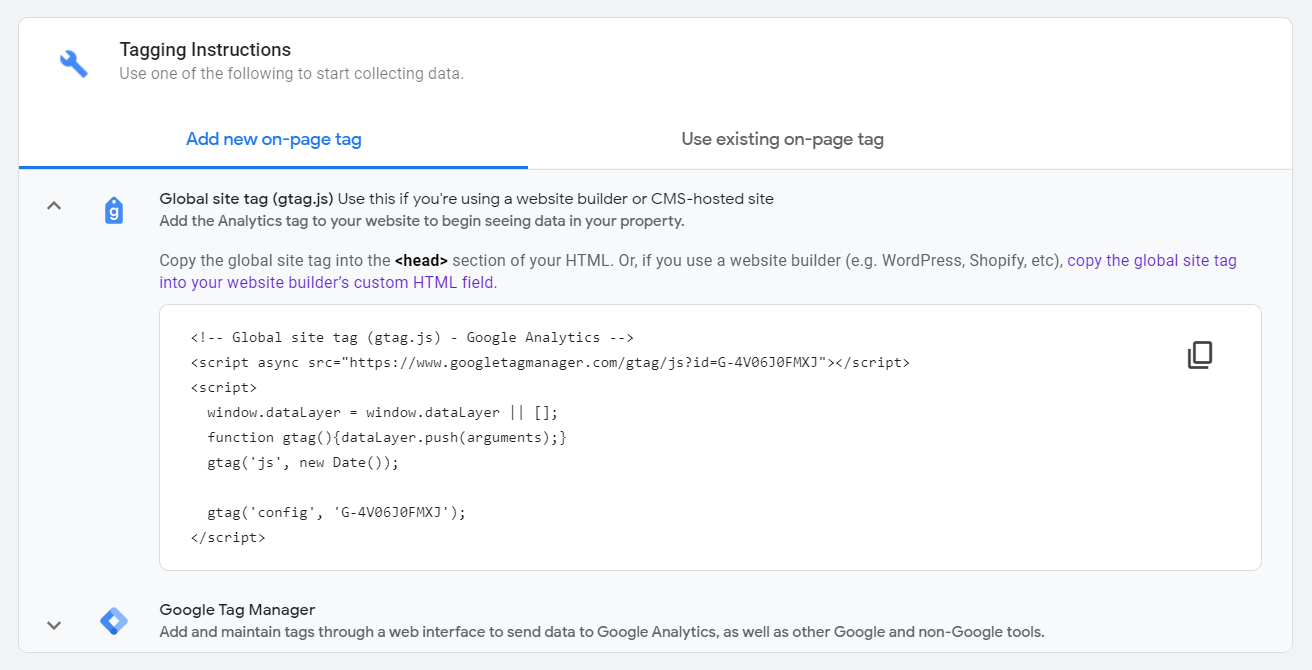 Tagging Instructions
Use one of the following to start collecting data.
Add new on-page tag
Use existing on-page tag
Global site tag (gtag.js) Use this if you're using a website builder or CMS-hosted site
Add the Analytics tag to your website to begin seeing data in your property.
Copy the global site tag into the <head> section of your HTML. Or, if you use a website builder (e.g. WordPress, Shopify, etc), copy the global site tag
into your website builder’s custom HTML field.
<!-- Global site tag (gtag.js) - Google Analytics -->
<script async src="https://www.googletagmanager.com/gtag/js?id=G-4V06J0FMXJ"></script>
<script>
  window.dataLayer = window.dataLayer || [];
  function gtag(){dataLayer.push(arguments);}
  gtag('js', new Date());

  gtag('config', 'G-4V06J0FMXJ');
</script>
g
Google Tag Manager
Add and maintain tags through a web interface to send data to Google Analytics, as well as other Google and non-Google tools.